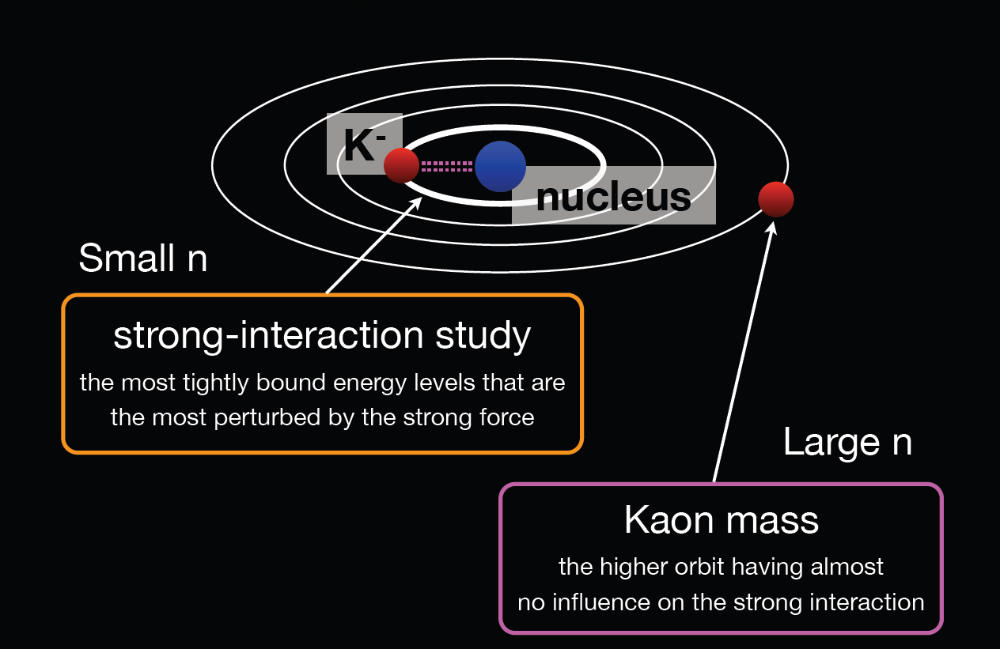 K-
nucleus
Small n
strong-interaction study
the most tightly bound energy levels that are
the most perturbed by the strong force
Large n
Kaon mass
the higher orbit having almost
no influence on the strong interaction